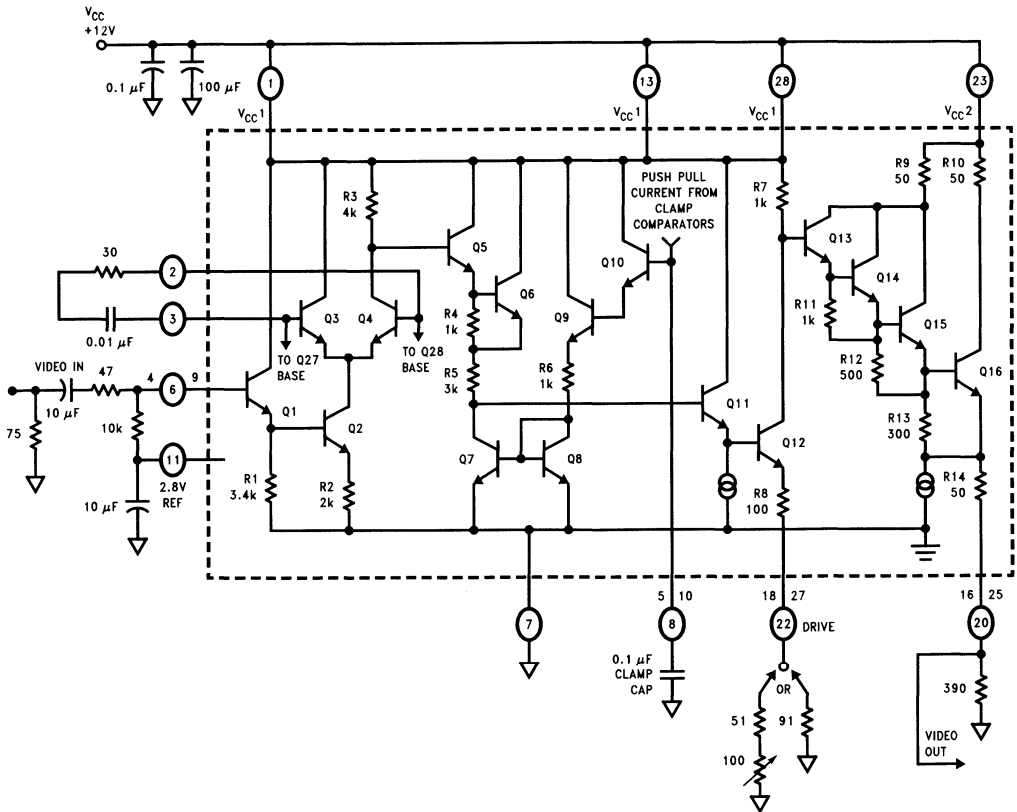 VCC
+12V
0.1 μF
100 μF
1
13
28
23
VCC1
VCC1
VCC1
VCC2
PUSH PULL
CURRENT FROM
CLAMP
COMPARATORS
R3
4k
R7
1k
R9
50
R10
50
Q5
Q10
Q13
30
2
Q6
Q9
Q14
R11
1k
3
Q3
Q4
R4
1k
Q15
0.01 μF
TO Q27
BASE
TO Q28
BASE
R5
3k
R6
1k
R12
500
Q16
VIDEO IN
47
4
6
9
10 μF
Q1
Q11
R13
300
75
10k
Q2
Q7
Q8
Q12
11
2.8V
REF
R1
3.4k
R2
2k
R8
100
R14
50
10 μF
5
10
18
27
16
25
7
8
22
DRIVE
20
0.1 μF
CLAMP
CAP
OR
51
91
390
100
VIDEO
OUT